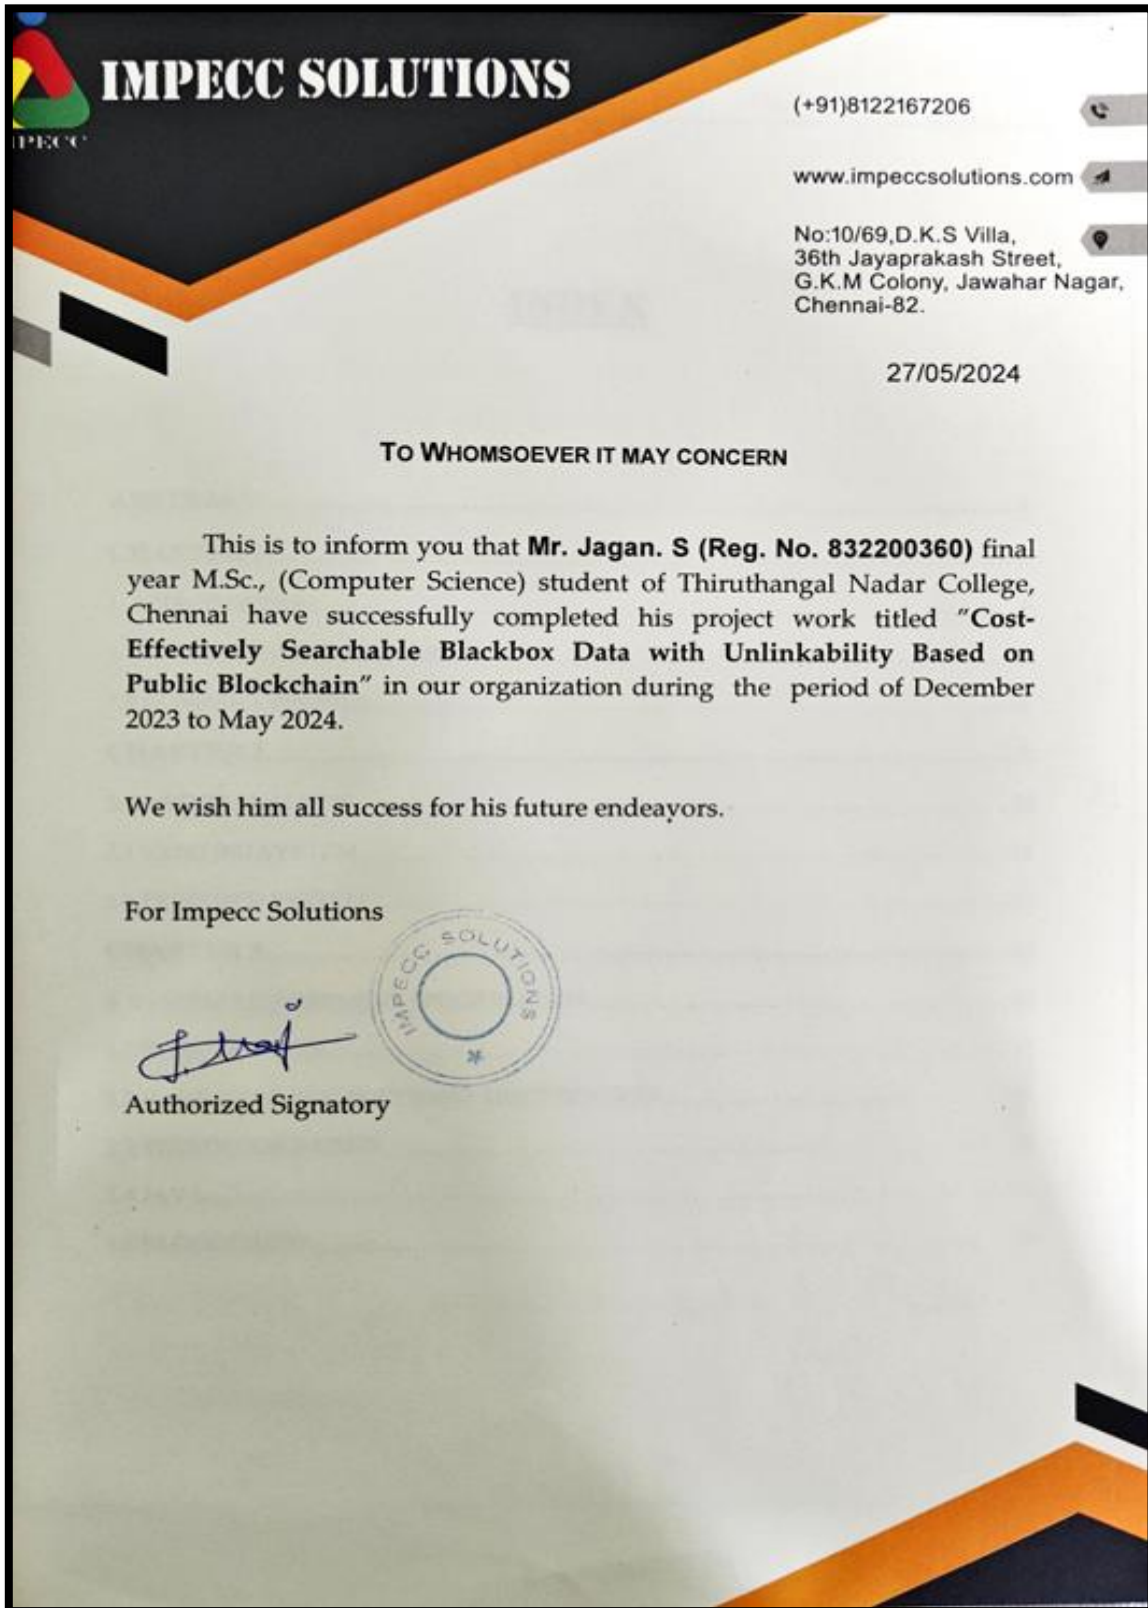 IMPECC SOLUTIONS
IPECC
(+91)8122167206
www.impeccsolutions.com
No:10/69,D.K.S Villa,
36th Jayaprakash Street,
G.K.M Colony, Jawahar Nagar,
Chennai-82.
27/05/2024
TO WHOMSOEVER IT MAY CONCERN
This is to inform you that Mr. Jagan. S (Reg. No. 832200360) final
year M.Sc., (Computer Science) student of Thiruthangal Nadar College,
Chennai have successfully completed his project work titled "Cost-
Effectively Searchable Blackbox Data with Unlinkability Based on
Public Blockchain" in our organization during the period of December
2023 to May 2024.
We wish him all success for his future endeavors.
For Impecc Solutions
IMPECC SOLUTIONS
Authorized Signatory